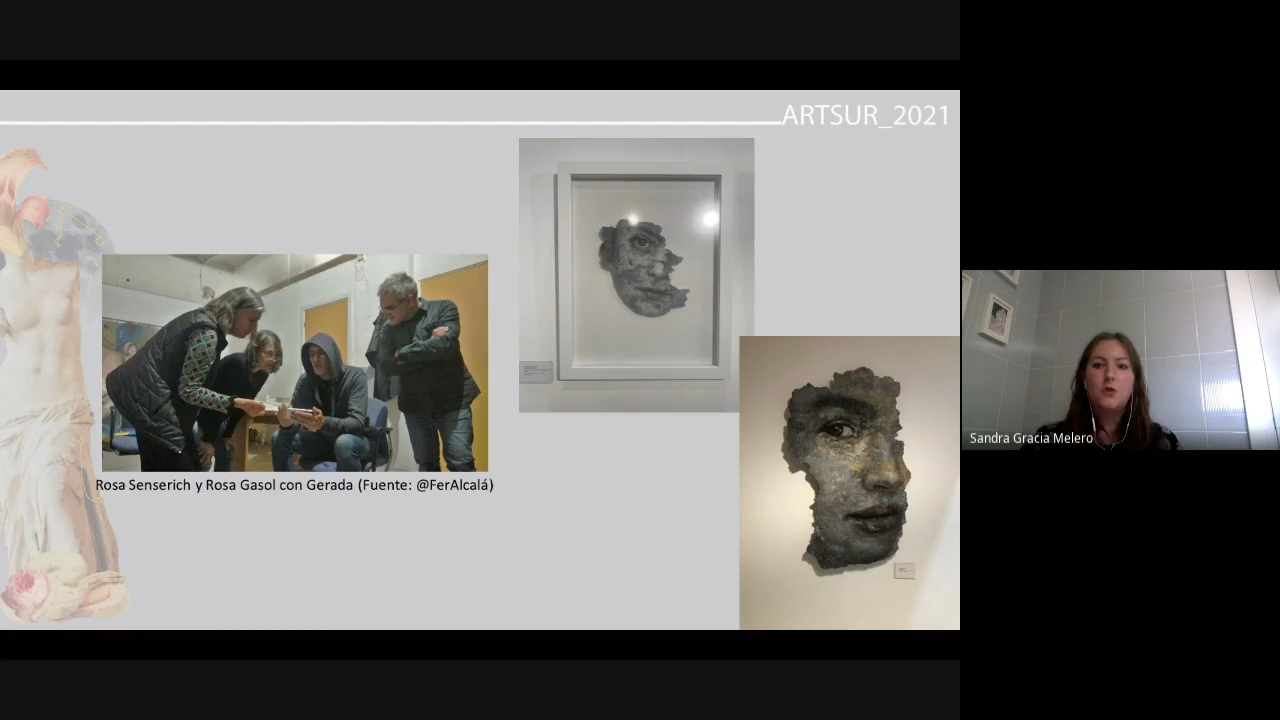 ARTSUR_2021
Rosa Senserich y Rosa Gasol con Gerada (Fuente: @FerAlcalá)
Sandra Gracia Melero